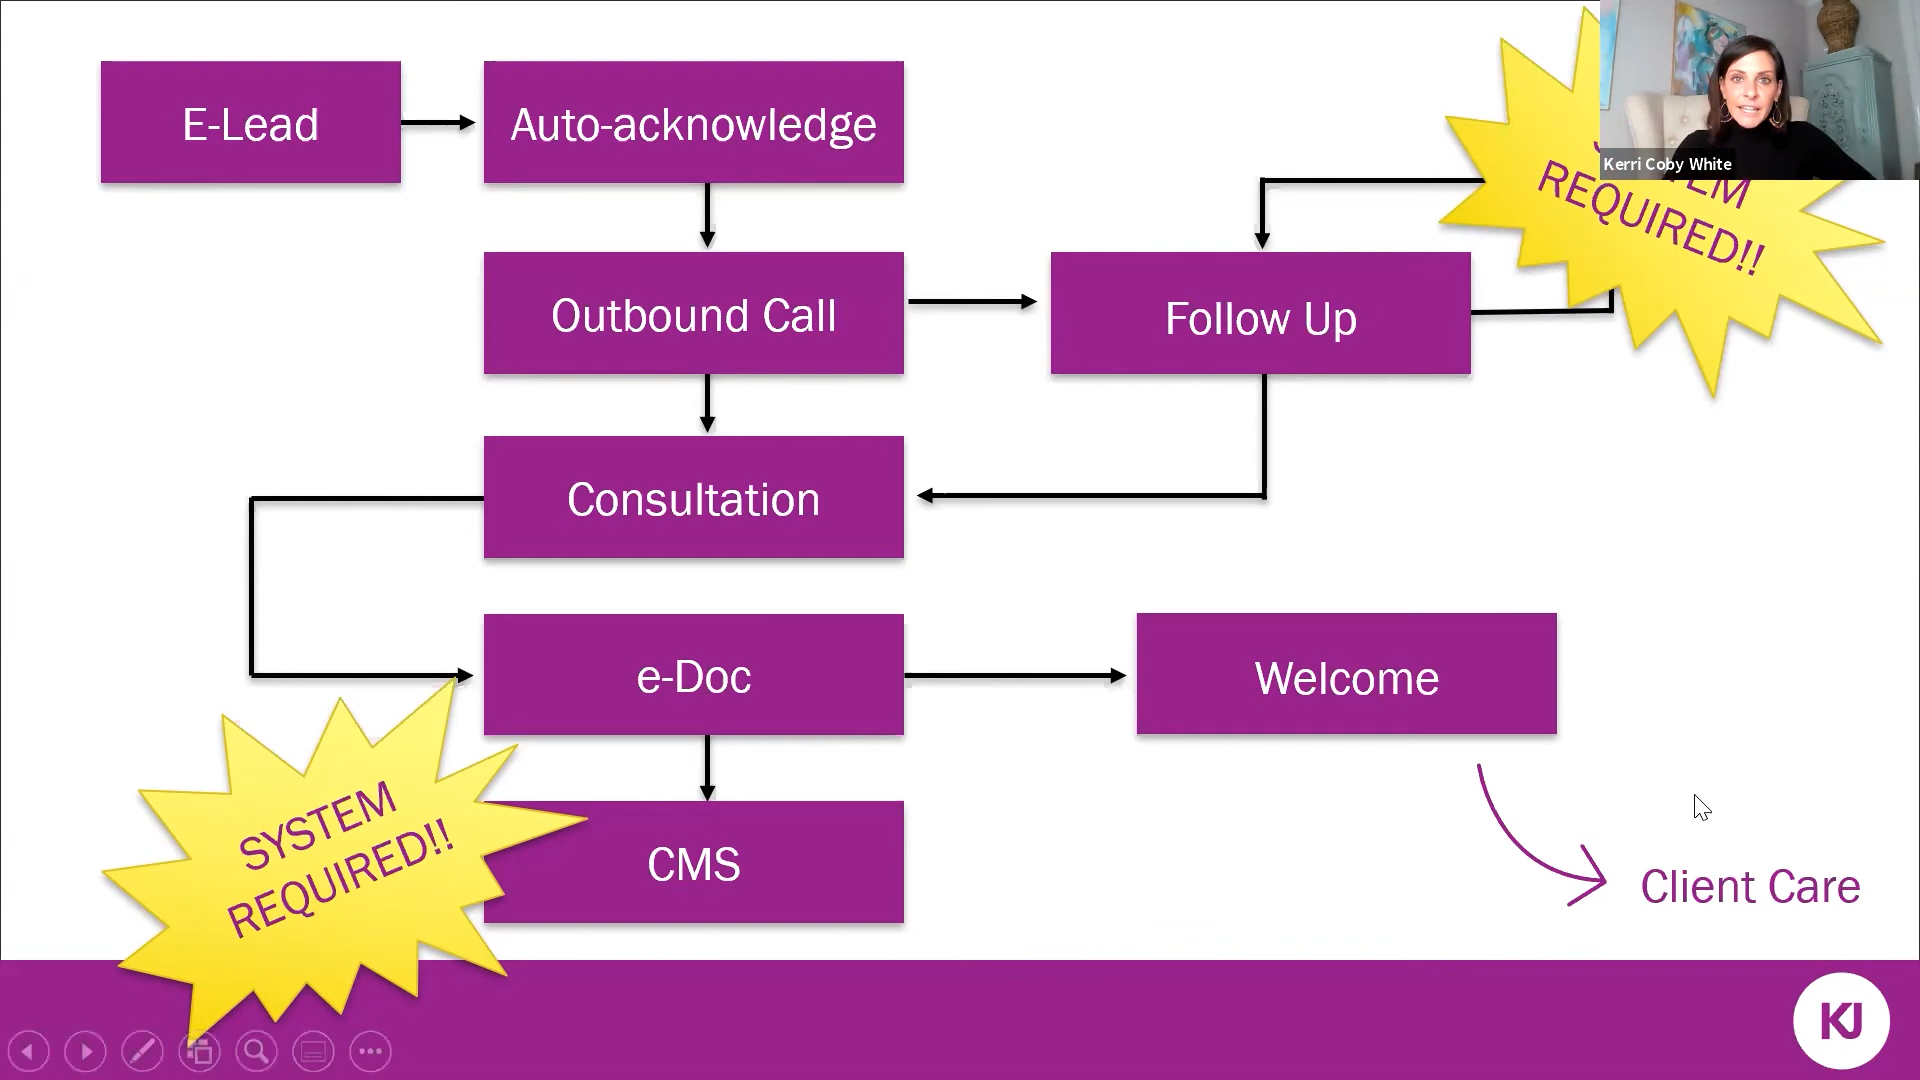 E-Lead
Auto-acknowledge
Kerri Coby White
REQUIRED!!
Outbound Call
Follow Up
Consultation
e-Doc
Welcome
SYSTEM
REQUIRED!!
CMS
Client Care
KJ